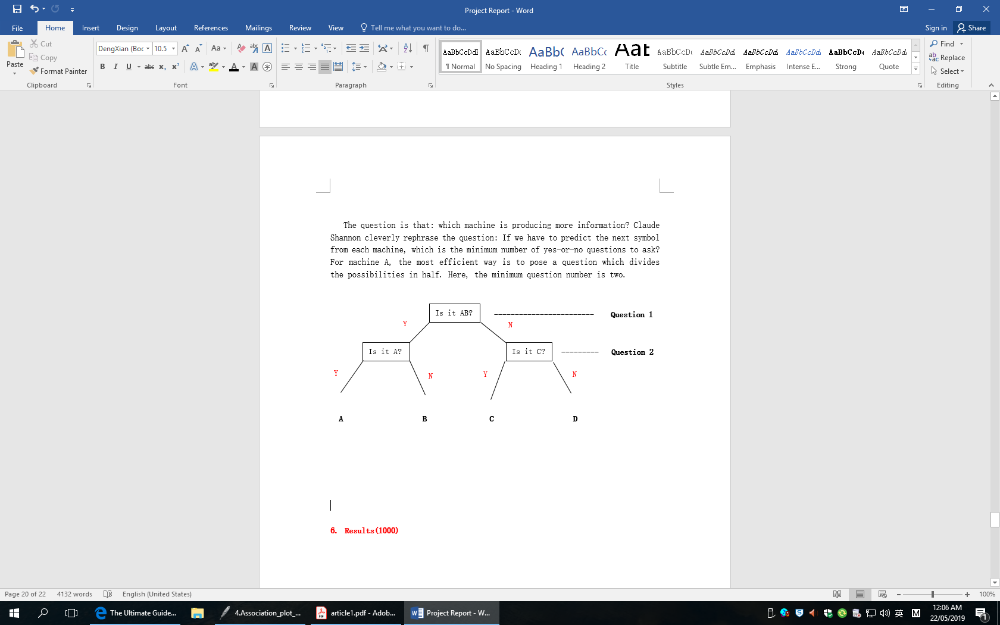 Project Report - Word
File Home Insert Design Layout References Mailings Review View Tell me what you want to do... Sign in Share
Paste Cut Copy Format Painter
DengXian (Boc 10.5
AaBbCcDdE AaBbCcDc AaBbC AaBbCc Aat AaBbCcDc AaBbCcDd. AaBbCcDd. AaBbCcDd. AaBbCcDc AaBbCcDd.
¶ Normal No Spacing Heading 1 Heading 2 Title Subtitle Subtle Em... Emphasis Intense E... Strong Quote
Find
Replace
Select
Clipboard Font Paragraph Styles Editing
The question is that: which machine is producing more information? Claude
Shannon cleverly rephrase the question: If we have to predict the next symbol
from each machine, which is the minimum number of yes-or-no questions to ask?
For machine A, the most efficient way is to pose a question which divides
the possibilities in half. Here, the minimum question number is two.
Is it AB? ------------------------ Question 1
Y N
Is it A? Is it C? --------- Question 2
Y N Y N
A B C D
6. Results(1000)
Page 20 of 22 4132 words English (United States) 100%
The Ultimate Guide... 4.Association_plot_... article1.pdf - Adob... Project Report - W... 英 M 12:06 AM
22/05/2019
1